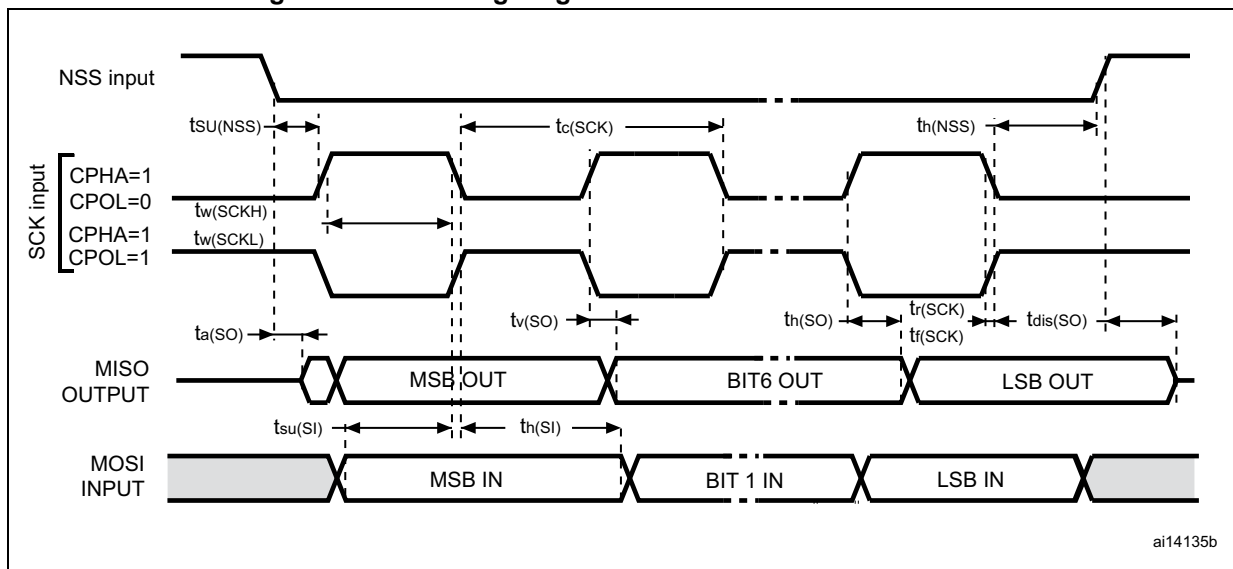 NSS input
tSU(NSS)
tc(SCK)
th(NSS)
SCK input
CPHA=1
CPOL=0
tw(SCKH)
CPHA=1
tw(SCKL)
CPOL=1
ta(SO)
tv(SO)
th(SO)
tr(SCK)
tf(SCK)
tdis(SO)
MISO
OUTPUT
MSB OUT
BIT6 OUT
LSB OUT
tsu(SI)
th(SI)
MOSI
INPUT
MSB IN
BIT 1 IN
LSB IN
ai14135b